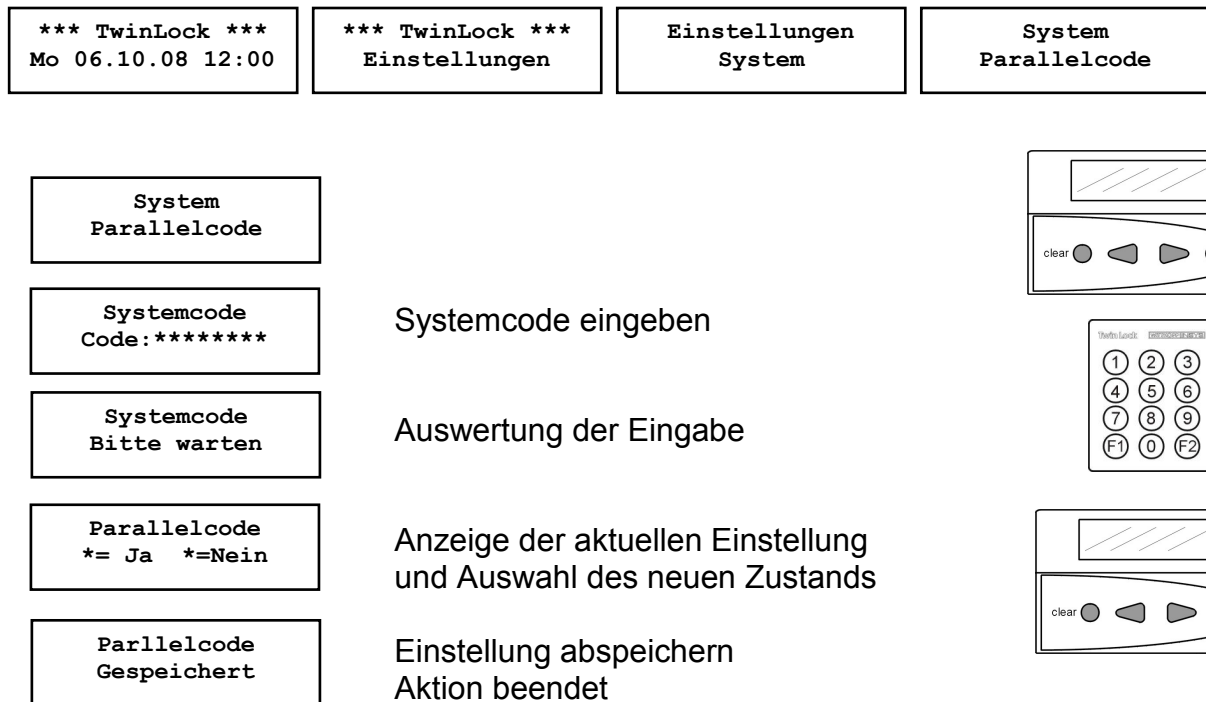 *** TwinLock ***
Mo 06.10.08 12:00
*** TwinLock ***
Einstellungen
Einstellungen
System
System
Parallelcode
System
Parallelcode
clear
Systemcode
Code:********
Systemcode eingeben
TwinLock
1 2 3
4 5 6
7 8 9
F1 0 F2
Systemcode
Bitte warten
Auswertung der Eingabe
Parallelcode
*= Ja *=Nein
Anzeige der aktuellen Einstellung
und Auswahl des neuen Zustands
clear
Parllelcode
Gespeichert
Einstellung abspeichern
Aktion beendet